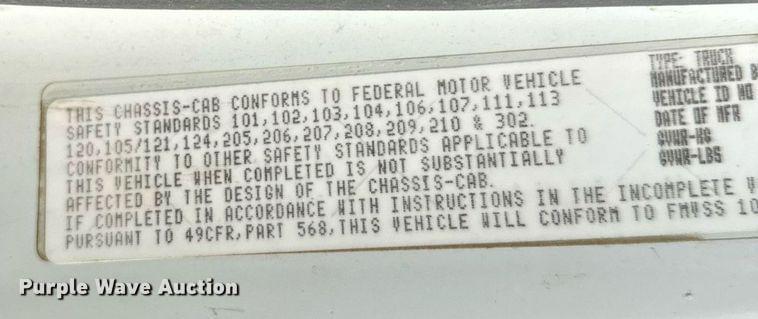 THIS CHASSIS-CAB CONFORMS TO FEDERAL MOTOR VEHICLE
SAFETY STANDARDS 101,102,103,104,106,107,111,113
120,105/121,124,205,206,207,208,209,210 & 302.
CONFORMITY TO OTHER SAFETY STANDARDS APPLICABLE TO
THIS VEHICLE WHEN COMPLETED IS NOT SUBSTANTIALLY
AFFECTED BY THE DESIGN OF THE CHASSIS-CAB.
IF COMPLETED IN ACCORDANCE WITH INSTRUCTIONS IN THE INCOMPLETE V
PURSUANT TO 49CFR,PART 568,THIS VEHICLE WILL CONFORM TO FMVSS 10
TYPE: TRUCK
MANUFACTURED B
VEHICLE ID NO
DATE OF MFR
GVWR-KG
GVWR-LBS
Purple Wave Auction